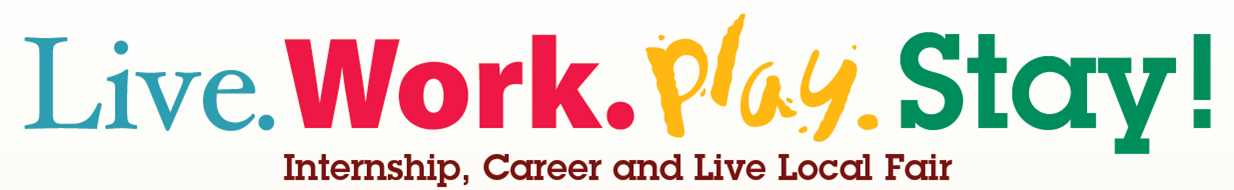 Live. Work. play. Stay!
Internship, Career and Live Local Fair